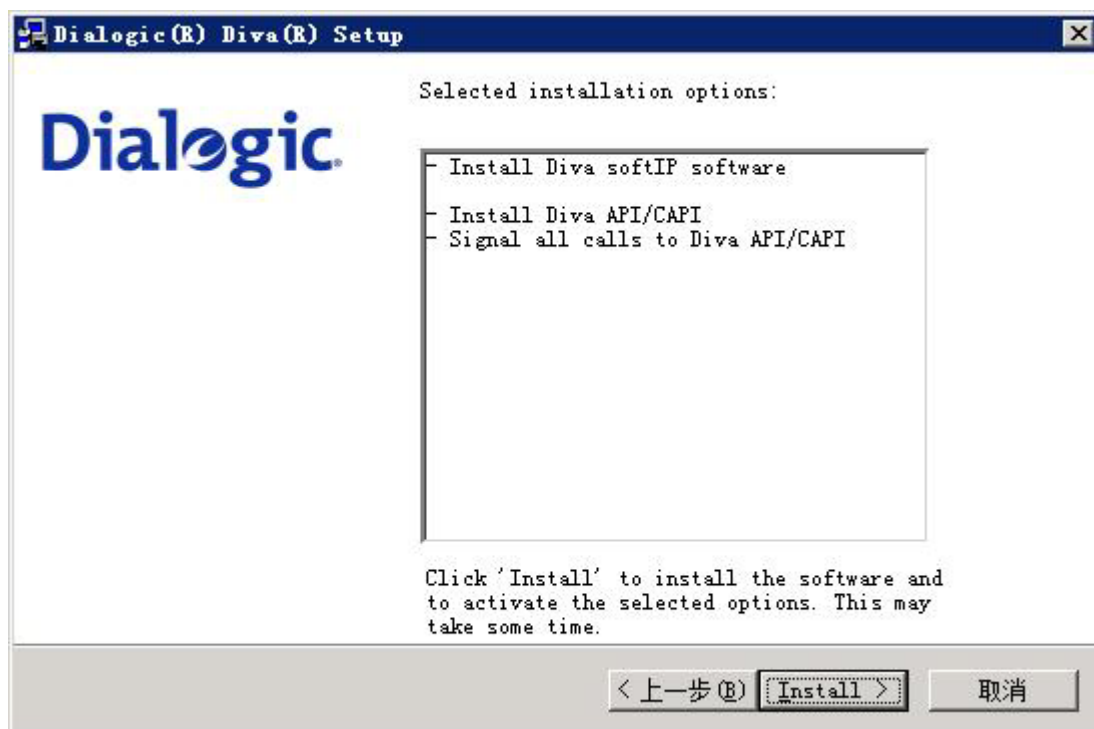 Dialogic(R) Diva(R) Setup
Dialogic.
Selected installation options:
- Install Diva softIP software
- Install Diva API/CAPI
- Signal all calls to Diva API/CAPI
Click 'Install' to install the software and
to activate the selected options. This may
take some time.
< 上一步(B) Install > 取消